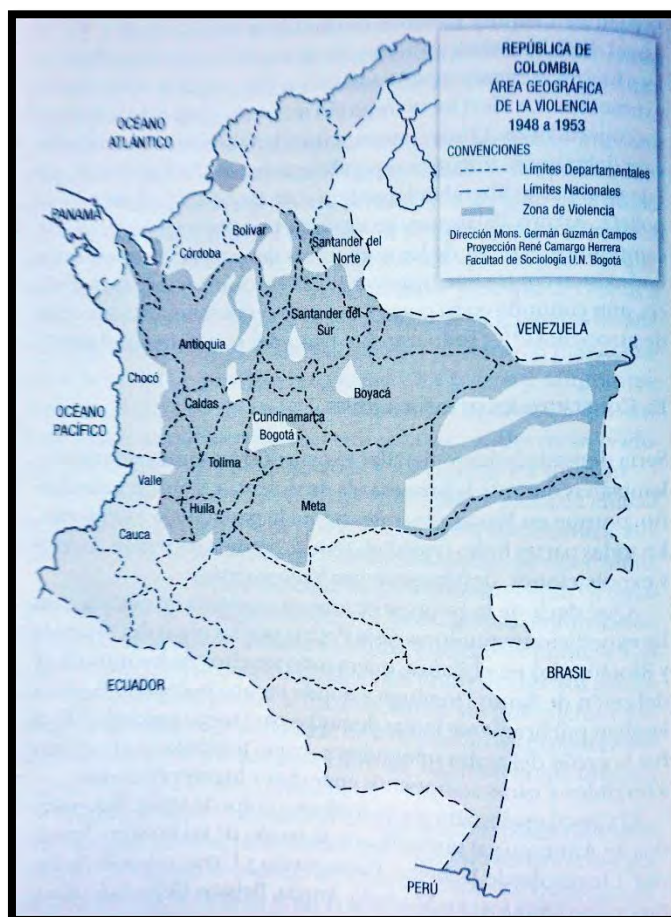 REPÚBLICA DE
COLOMBIA
ÁREA GEOGRÁFICA
DE LA VIOLENCIA
1948 a 1953
CONVENCIONES
Límites Departamentales
Límites Nacionales
Zona de Violencia
Dirección Mons. Germán Guzmán Campos
Proyección René Camargo Herrera
Facultad de Sociología U.N. Bogotá
OCÉANO
ATLÁNTICO
PANAMÁ
Bolívar
Córdoba
Santander del
Norte
Santander del
Sur
VENEZUELA
Antioquia
Chocó
Boyacá
Caldas
OCÉANO
PACÍFICO
Cundinamarca
Bogotá
Tolima
Valle
Huila
Meta
Cauca
ECUADOR
BRASIL
PERÚ